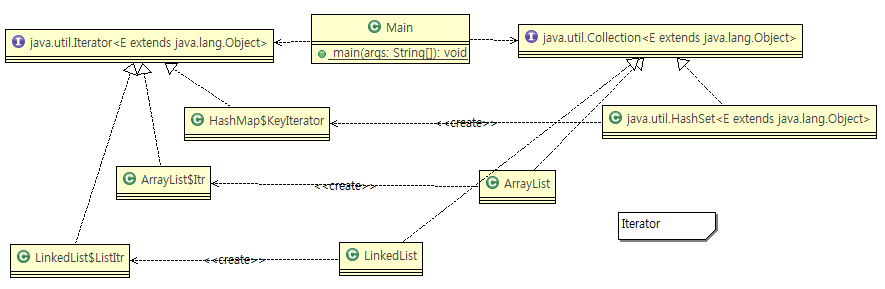 Main
java.util.Iterator<E extends java.lang.Object>
java.util.Collection<E extends java.lang.Object>
main(args: String[]): void
HashMap$KeyIterator
<<create>>
java.util.HashSet<E extends java.lang.Object>
ArrayList$Itr
<<create>>
ArrayList
Iterator
LinkedList$ListItr
<<create>>
LinkedList